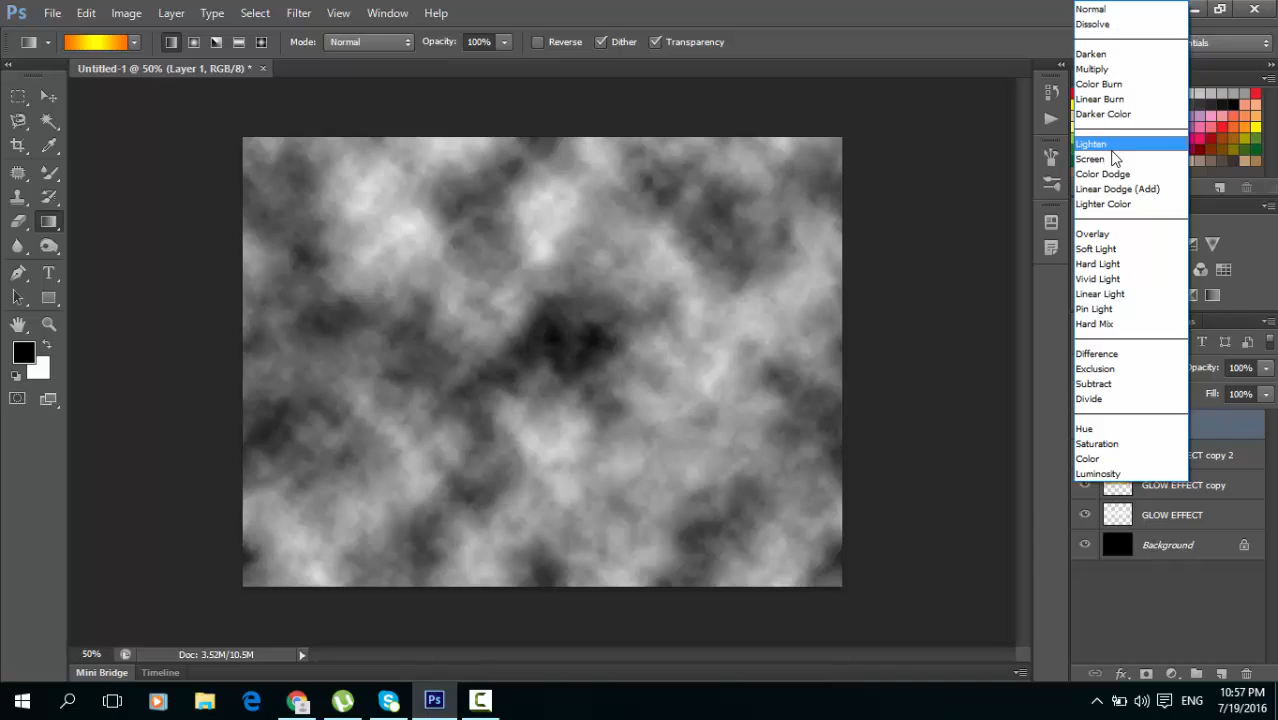 Ps File Edit Image Layer Type Select Filter View Window Help
Mode: Normal Opacity: 100% Reverse Dither Transparency
Untitled-1 @ 50% (Layer 1, RGB/8) * ×
Normal
Dissolve
Darken
Multiply
Color Burn
Linear Burn
Darker Color
Lighten
Screen
Color Dodge
Linear Dodge (Add)
Lighter Color
Overlay
Soft Light
Hard Light
Vivid Light
Linear Light
Pin Light
Hard Mix
Difference
Exclusion
Subtract
Divide
Hue
Saturation
Color
Luminosity
Opacity: 100%
Fill: 100%
ECT copy 2
GLOW EFFECT copy
GLOW EFFECT
Background
50% Doc: 3.52M/10.5M
Mini Bridge Timeline
ENG
10:57 PM
7/19/2016